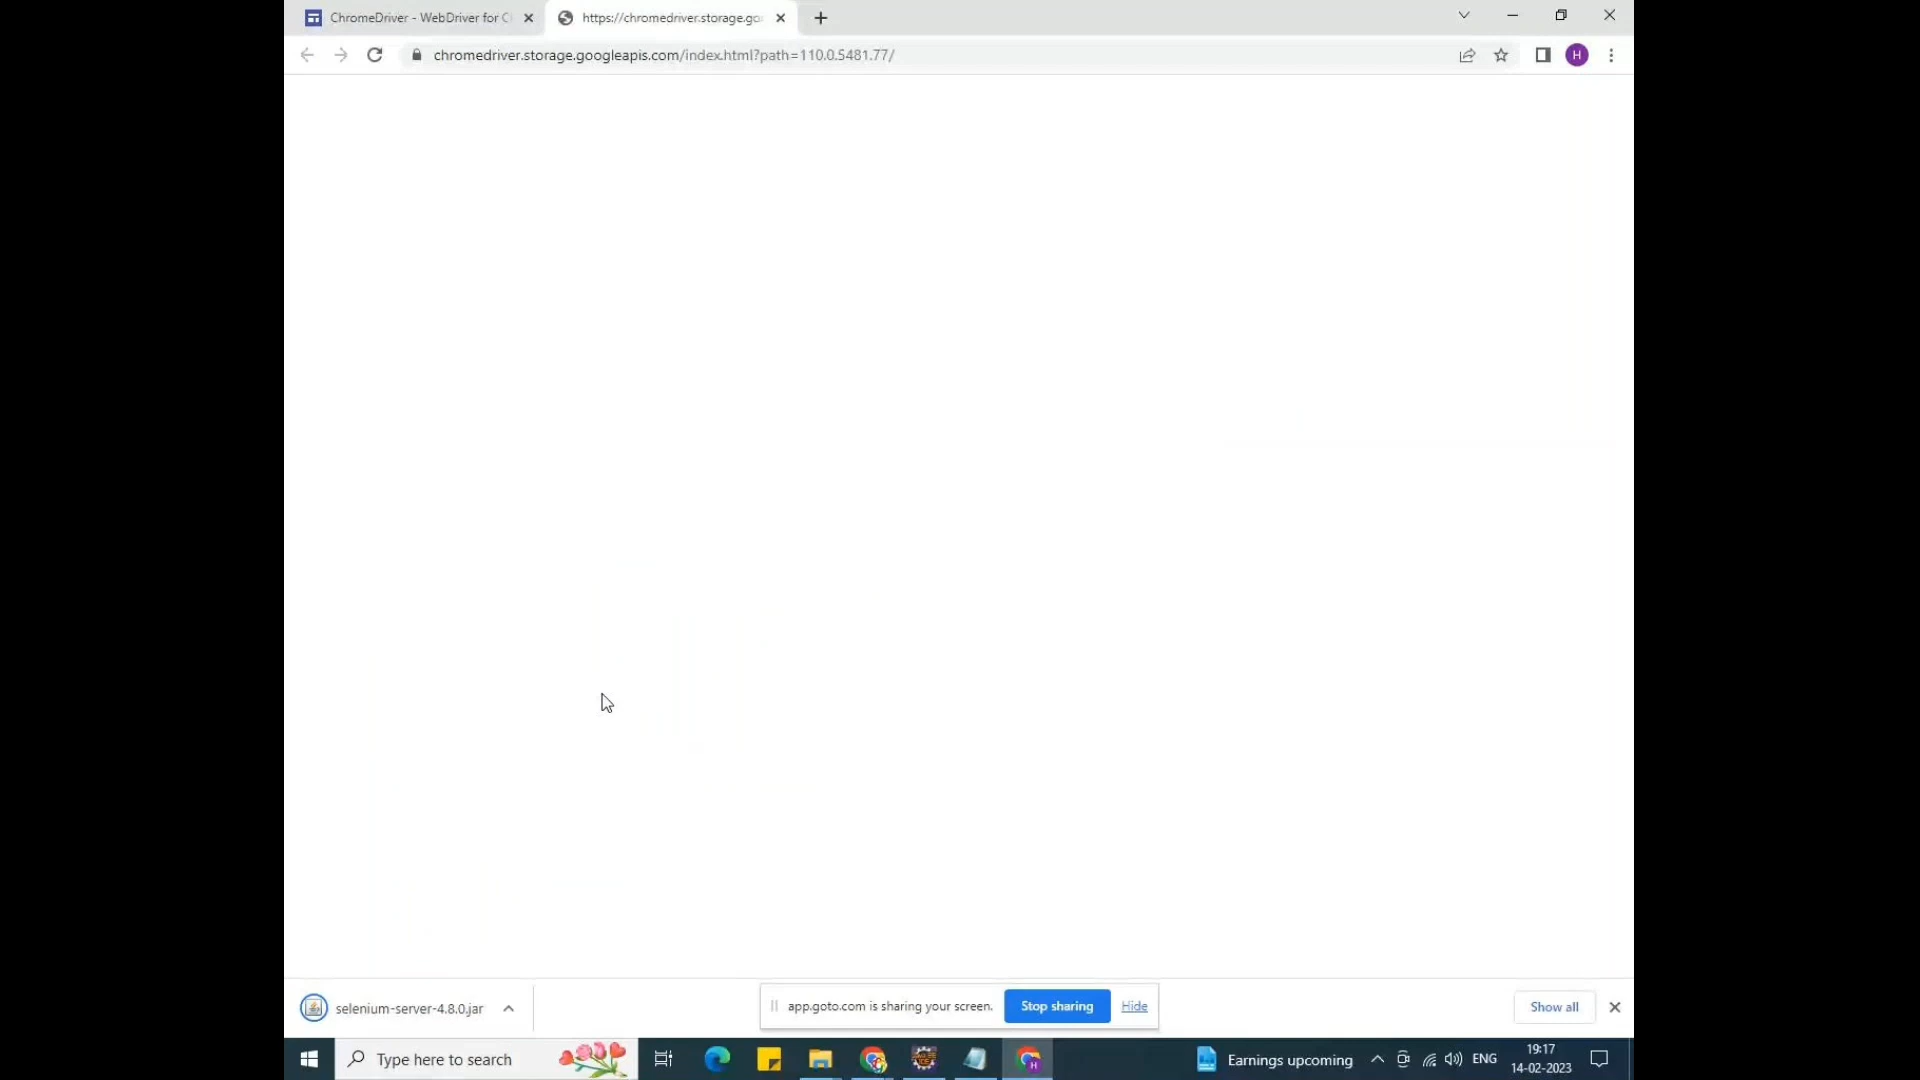 ChromeDriver - WebDriver for C
https://chromedriver.storage.go
chromedriver.storage.googleapis.com/index.html?path=110.0.5481.77/
H
selenium-server-4.8.0.jar
app.goto.com is sharing your screen.
Stop sharing
Hide
Show all
Type here to search
Earnings upcoming
ENG
19:17
14-02-2023